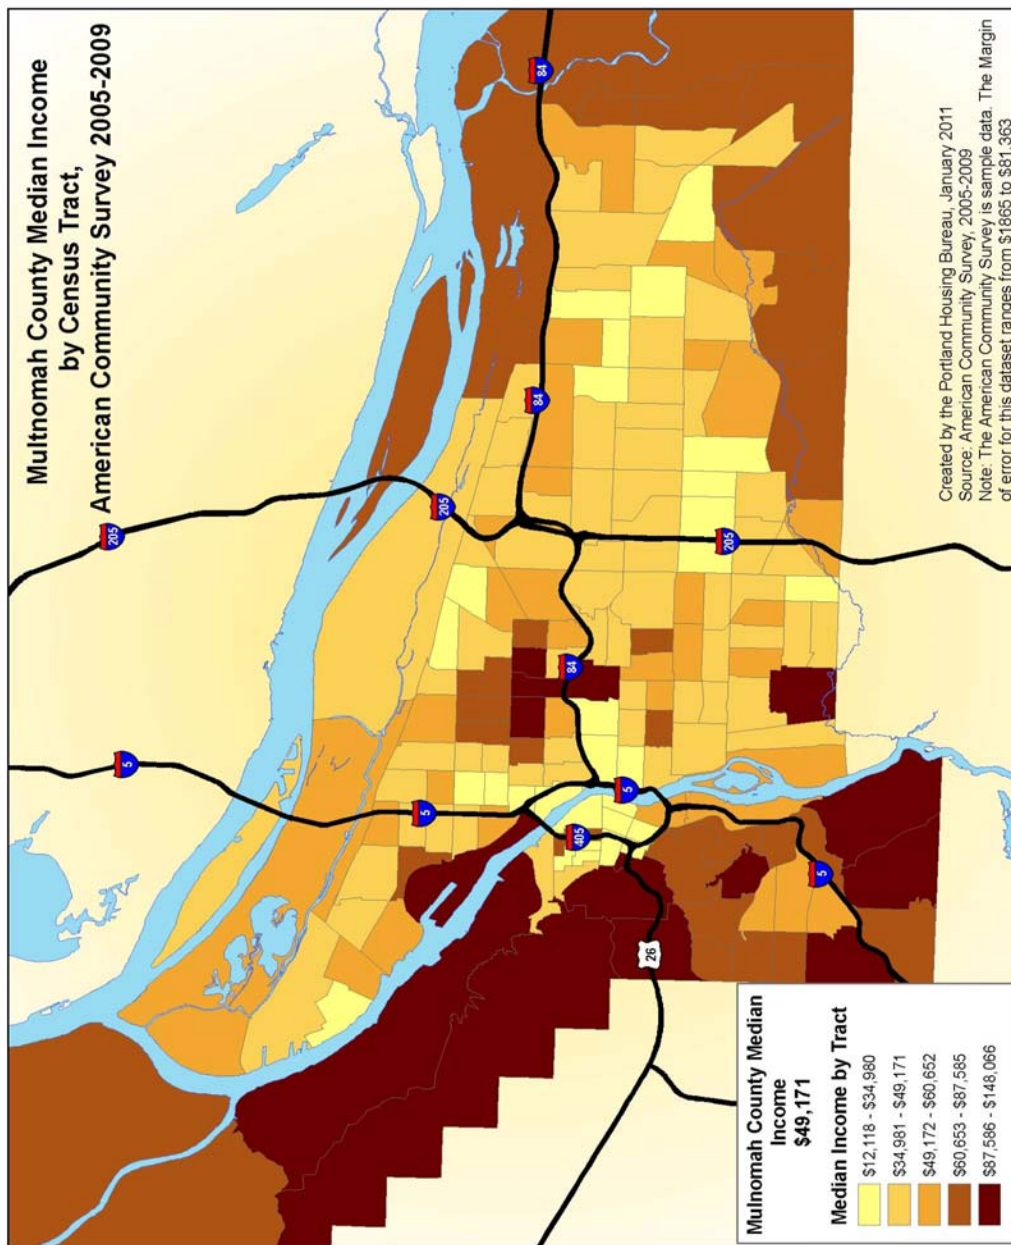 Multnomah County Median Income
by Census Tract,
American Community Survey 2005-2009
205
5
84
205
84
5
84
405
5
205
26
5
Created by the Portland Housing Bureau, January 2011
Source: American Community Survey, 2005-2009
Note: The American Community Survey is sample data. The Margin
of error for this dataset ranges from $1865 to $81,363
Mulnomah County Median
Income
$49,171
Median Income by Tract
$12,118 - $34,980
$34,981 - $49,171
$49,172 - $60,652
$60,653 - $87,585
$87,586 - $148,066